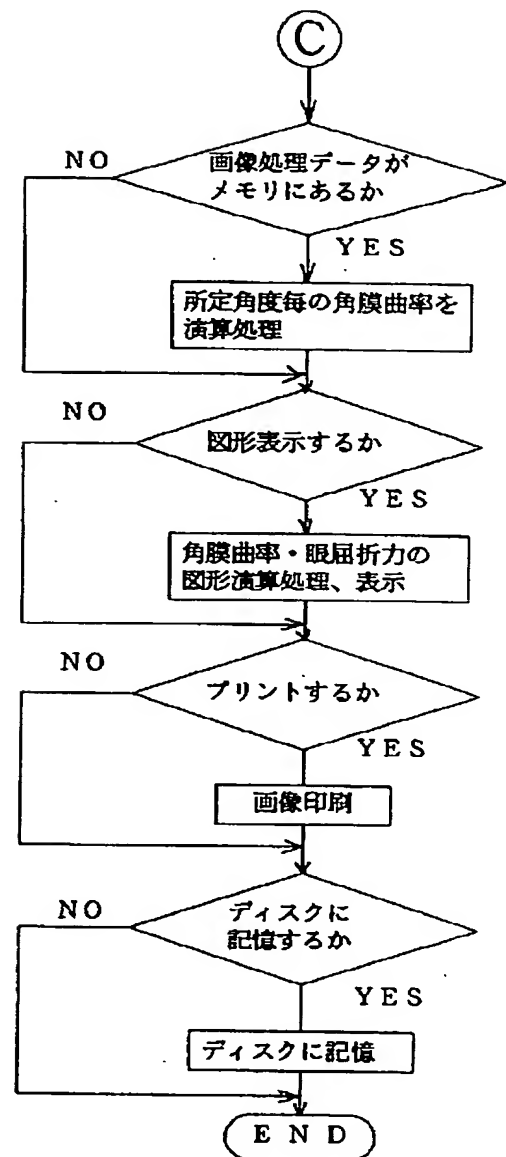 C
画像処理データが
メモリにあるか
NO
YES
所定角度毎の角膜曲率を
演算処理
NO
図形表示するか
YES
角膜曲率・眼屈折力の
図形演算処理、表示
NO
プリントするか
YES
画像印刷
NO
ディスクに
記憶するか
YES
ディスクに記憶
END